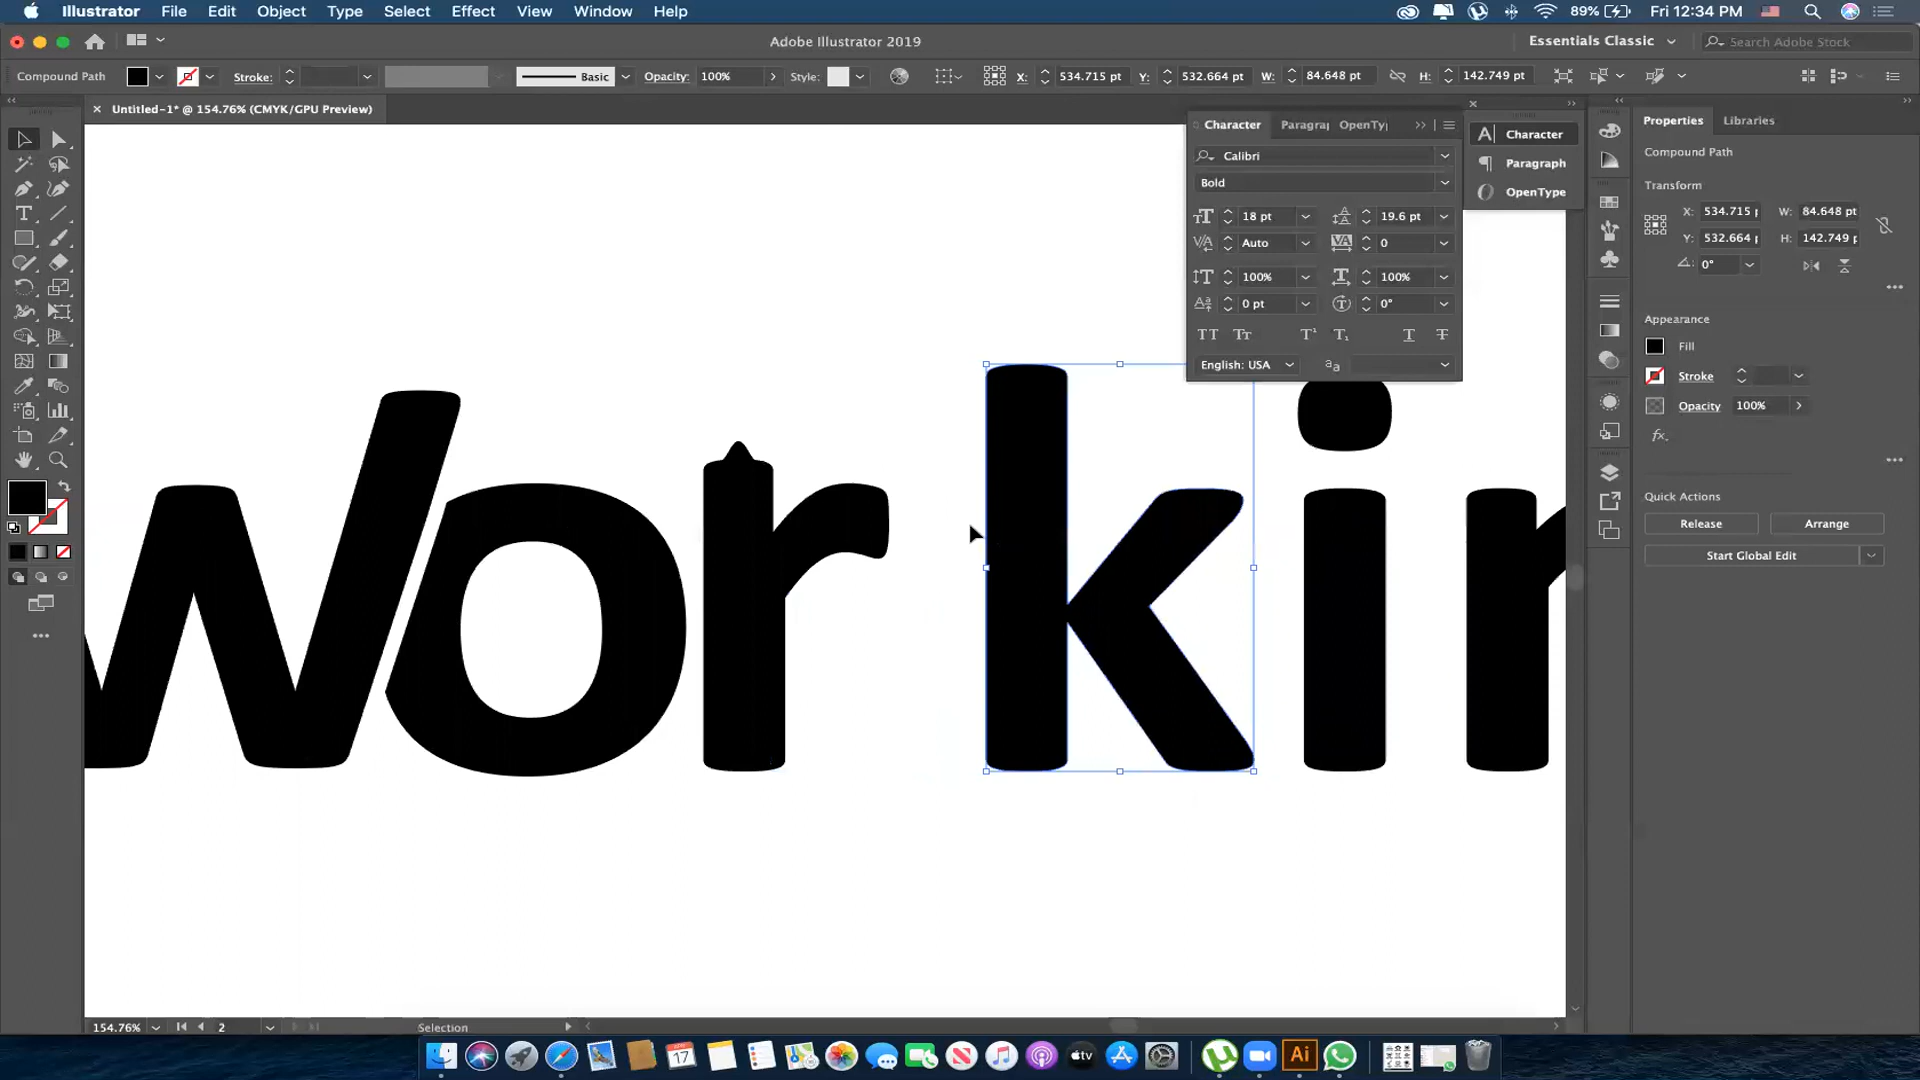 Illustrator File Edit Object Type Select Effect View Window Help 89% Fri 12:34 PM
Adobe Illustrator 2019 Essentials Classic Search Adobe Stock
Compound Path Stroke: Basic Opacity: 100% Style: X: 534.715 pt Y: 532.664 pt W: 84.648 pt H: 142.749 pt
Untitled-1* @ 154.76% (CMYK/GPU Preview)
Character Paragra OpenTy
Calibri
Bold
18 pt 19.6 pt
Auto 0
100% 100%
0 pt 0°
English: USA
Character
Paragraph
OpenType
Properties Libraries
Compound Path
Transform
X: 534.715 p W: 84.648 pt
Y: 532.664 p H: 142.749 p
0°
Appearance
Fill
Stroke
Opacity 100%
fx
Quick Actions
Release Arrange
Start Global Edit
wor kin
154.76% 2 Selection
17
tv
Ai